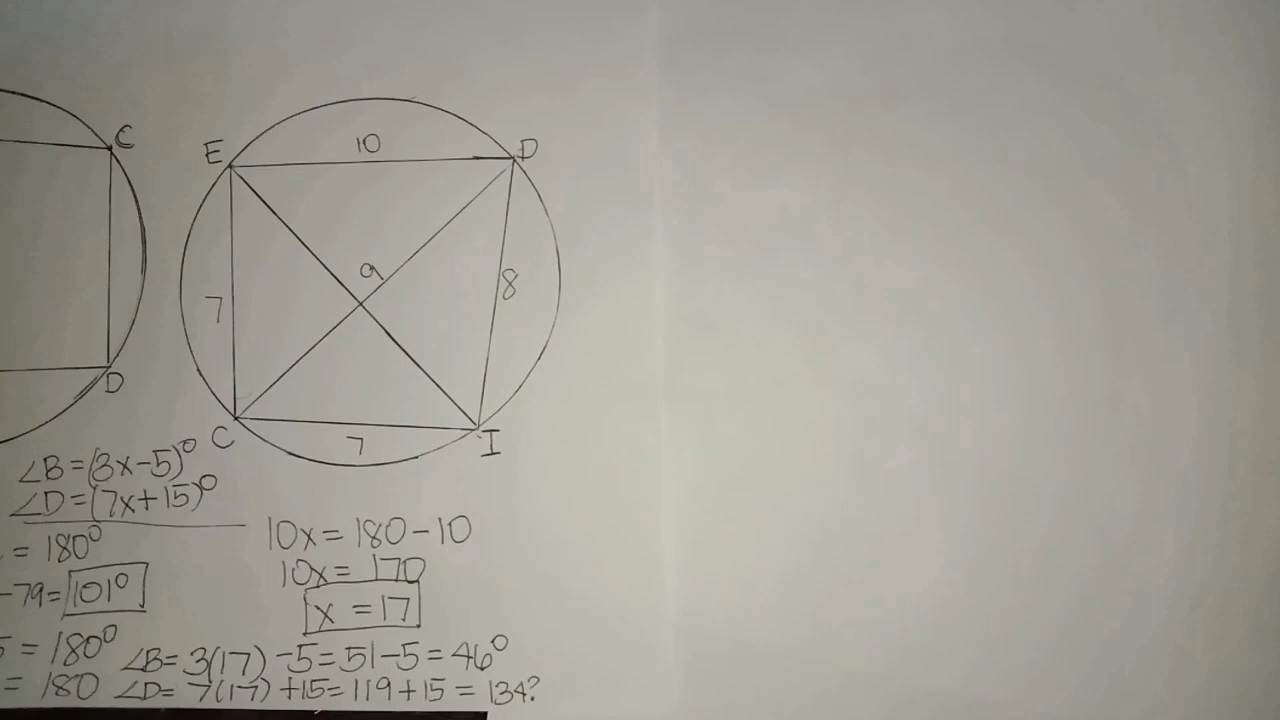 C
D
E
10
D
9
7
8
C
7
I
∠B=(3x-5)°
∠D=(7x+15)°
= 180°
-79= 101°
= 180°
= 180
10x = 180-10
10x = 170
x = 17
∠B= 3(17) -5=51-5=46°
∠D= 7(17) +15=119+15 = 134?